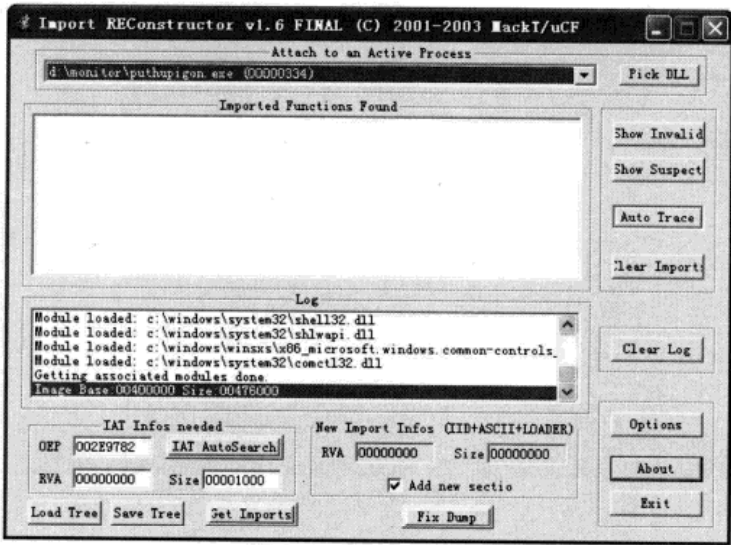 Import REConstructor v1.6 FINAL (C) 2001-2003 MackT/uCF
Attach to an Active Process
d:\monitor\puthupigon.exe (00000334)
Pick DLL
Imported Functions Found
Show Invalid
Show Suspect
Auto Trace
Clear Imports
Log
Module loaded: c:\windows\system32\shell32.dll
Module loaded: c:\windows\system32\shlwapi.dll
Module loaded: c:\windows\winsxs\x86_microsoft.windows.common-controls_
Module loaded: c:\windows\system32\comctl32.dll
Getting associated modules done.
Image Base:00400000 Size:00476000
Clear Log
IAT Infos needed
OEP 002E9782 IAT AutoSearch
RVA 00000000 Size 00001000
New Import Infos (IID+ASCII+LOADER)
RVA 00000000 Size 00000000
Add new sectio
Options
About
Exit
Load Tree Save Tree Get Imports
Fix Dump